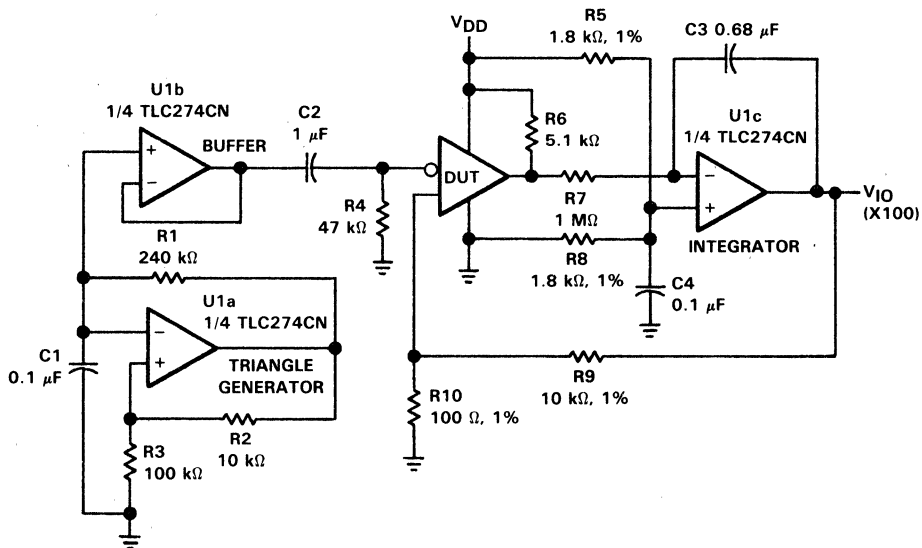 VDD
R5
1.8 kΩ, 1%
C3 0.68 μF
U1b
1/4 TLC274CN
BUFFER
C2
1 μF
R6
5.1 kΩ
U1c
1/4 TLC274CN
+
−
DUT
R7
1 MΩ
−
+
VIO
(X100)
R4
47 kΩ
R8
1.8 kΩ, 1%
INTEGRATOR
R1
240 kΩ
C4
0.1 μF
U1a
1/4 TLC274CN
C1
0.1 μF
−
+
TRIANGLE
GENERATOR
R9
10 kΩ, 1%
R10
100 Ω, 1%
R2
10 kΩ
R3
100 kΩ